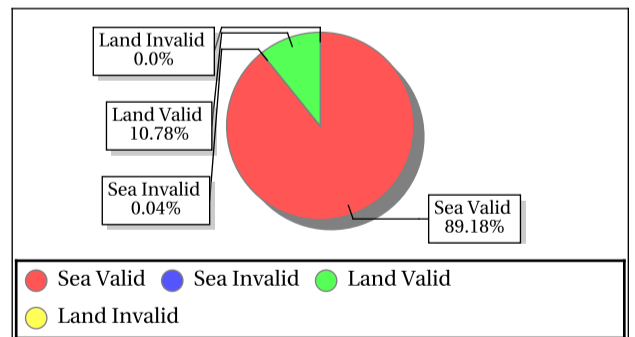 Land Invalid
0.0%
Land Valid
10.78%
Sea Invalid
0.04%
Sea Valid
89.18%
Sea Valid Sea Invalid Land Valid
Land Invalid